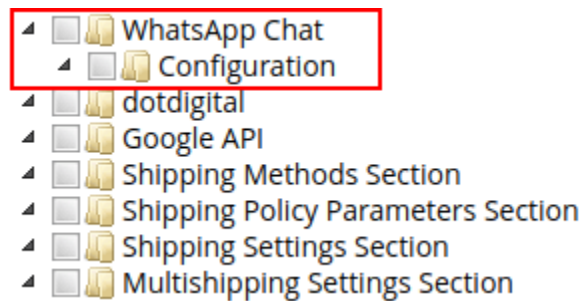 WhatsApp Chat
Configuration
dotdigital
Google API
Shipping Methods Section
Shipping Policy Parameters Section
Shipping Settings Section
Multishipping Settings Section